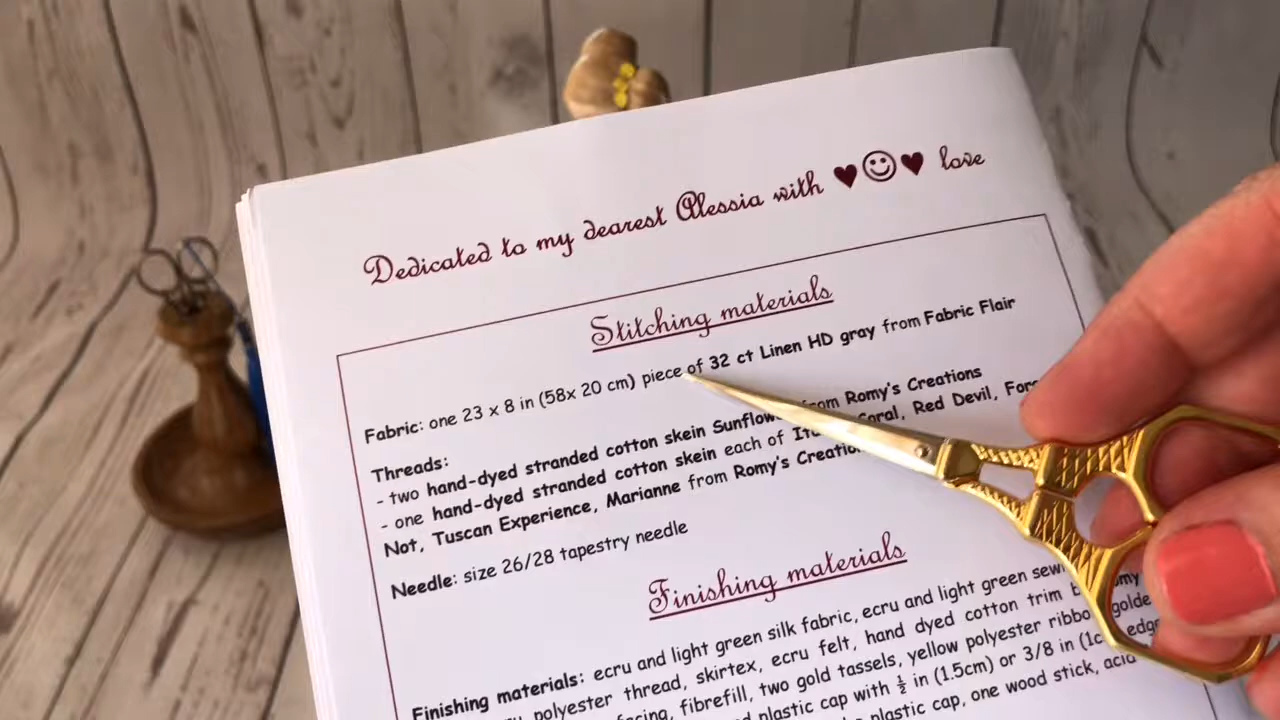 Dedicated to my dearest Alessia with ♥☺♥ love
Stitching materials
Fabric: one 23 x 8 in (58x 20 cm) piece of 32 ct Linen HD gray from Fabric Flair
Threads:
- two hand-dyed stranded cotton skein from Romy's Creations
- one hand-dyed stranded cotton skein each of Coral, Red Devil,
Not, Tuscan Experience, Marianne from Romy's
Needle: size 26/28 tapestry needle
Finishing materials
Finishing materials: ecru and light green silk fabric, ecru and light green
polyester thread, skirtex, ecru felt, hand dyed cotton trim
fibrefill, two gold tassels, yellow polyester
plastic cap with ½ in (1.5cm) or 3/8 in
plastic cap, one wood stick,